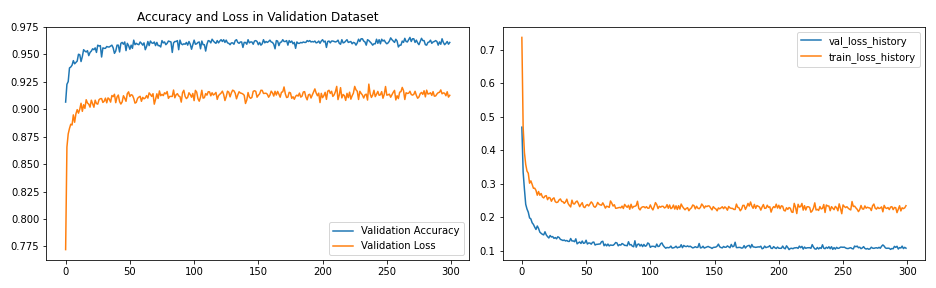 Accuracy and Loss in Validation Dataset
0.975
0.950
0.925
0.900
0.875
0.850
0.825
0.800
0.775
0 50 100 150 200 250 300
Validation Accuracy
Validation Loss
0.7
0.6
0.5
0.4
0.3
0.2
0.1
0 50 100 150 200 250 300
val_loss_history
train_loss_history